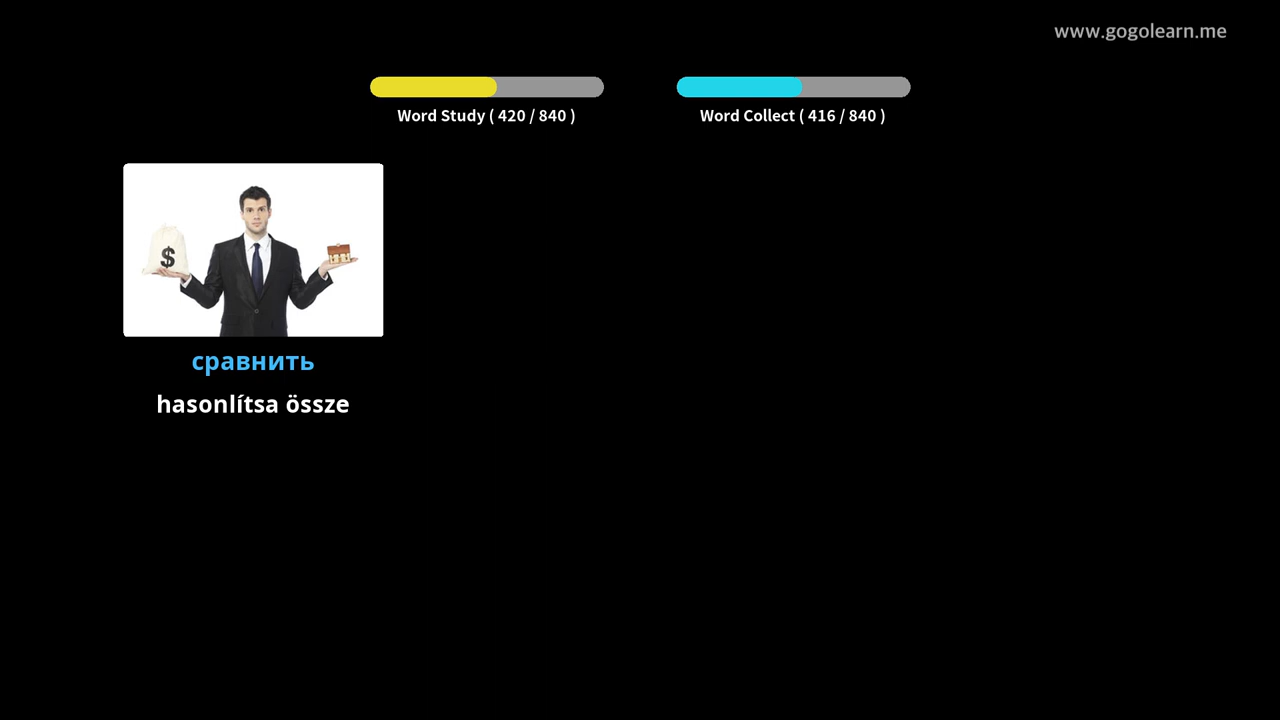 www.gogolearn.me
Word Study ( 420 / 840 )
Word Collect ( 416 / 840 )
$
сравнить
hasonlítsa össze